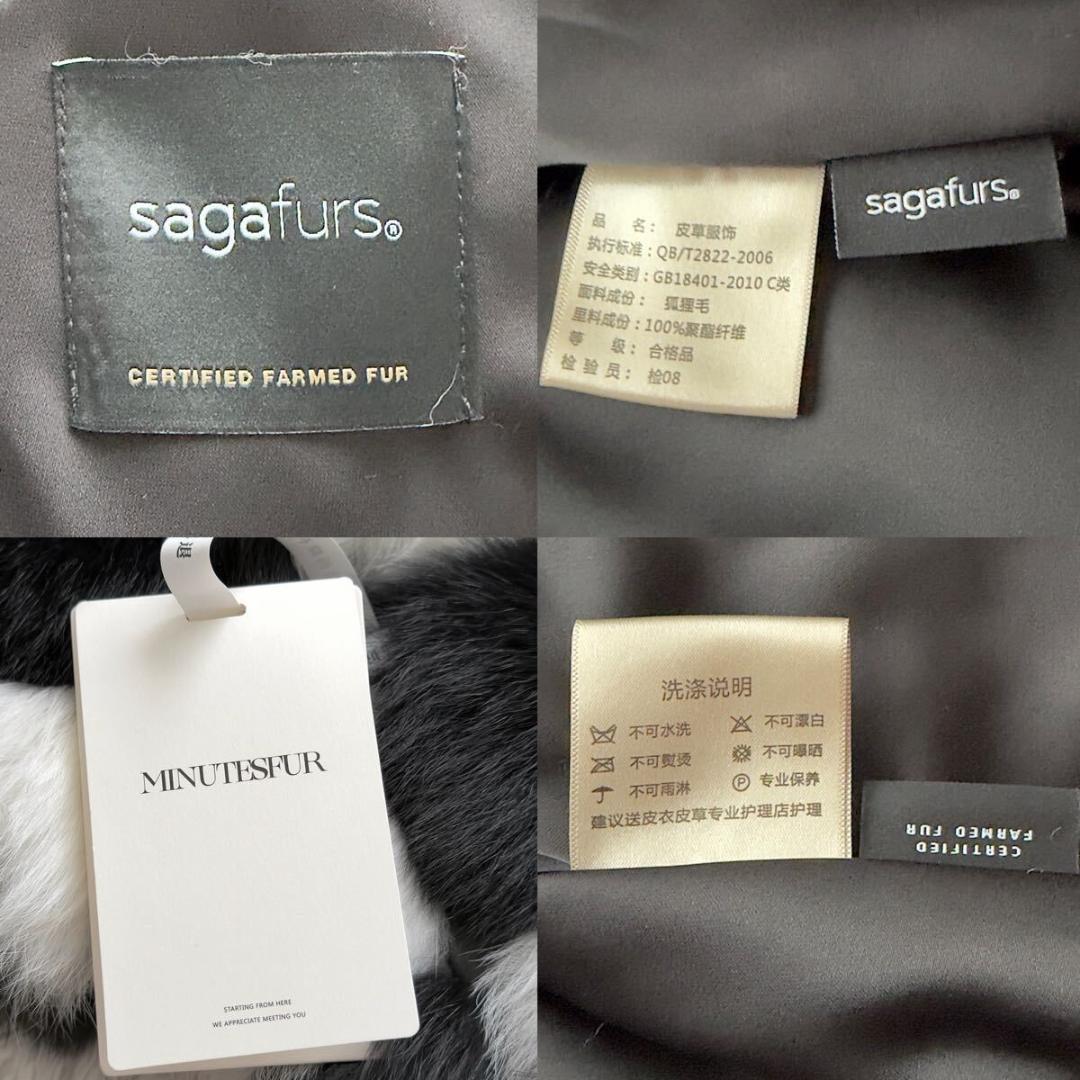 sagafurs®
CERTIFIED FARMED FUR
品 名： 皮草服饰
执行标准：QB/T2822-2006
安全类别：GB18401-2010 C类
面料成份： 狐狸毛
里料成份：100%聚酯纤维
等 级： 合格品
检 验 员： 检08
sagafurs®
MINUTESFUR
STARTING FROM HERE
WE APPRECIATE MEETING YOU
洗涤说明
不可水洗 不可漂白
不可熨烫 不可曝晒
不可雨淋 P 专业保养
建议送皮衣皮草专业护理店护理
CERTIFIED
FARMED FUR